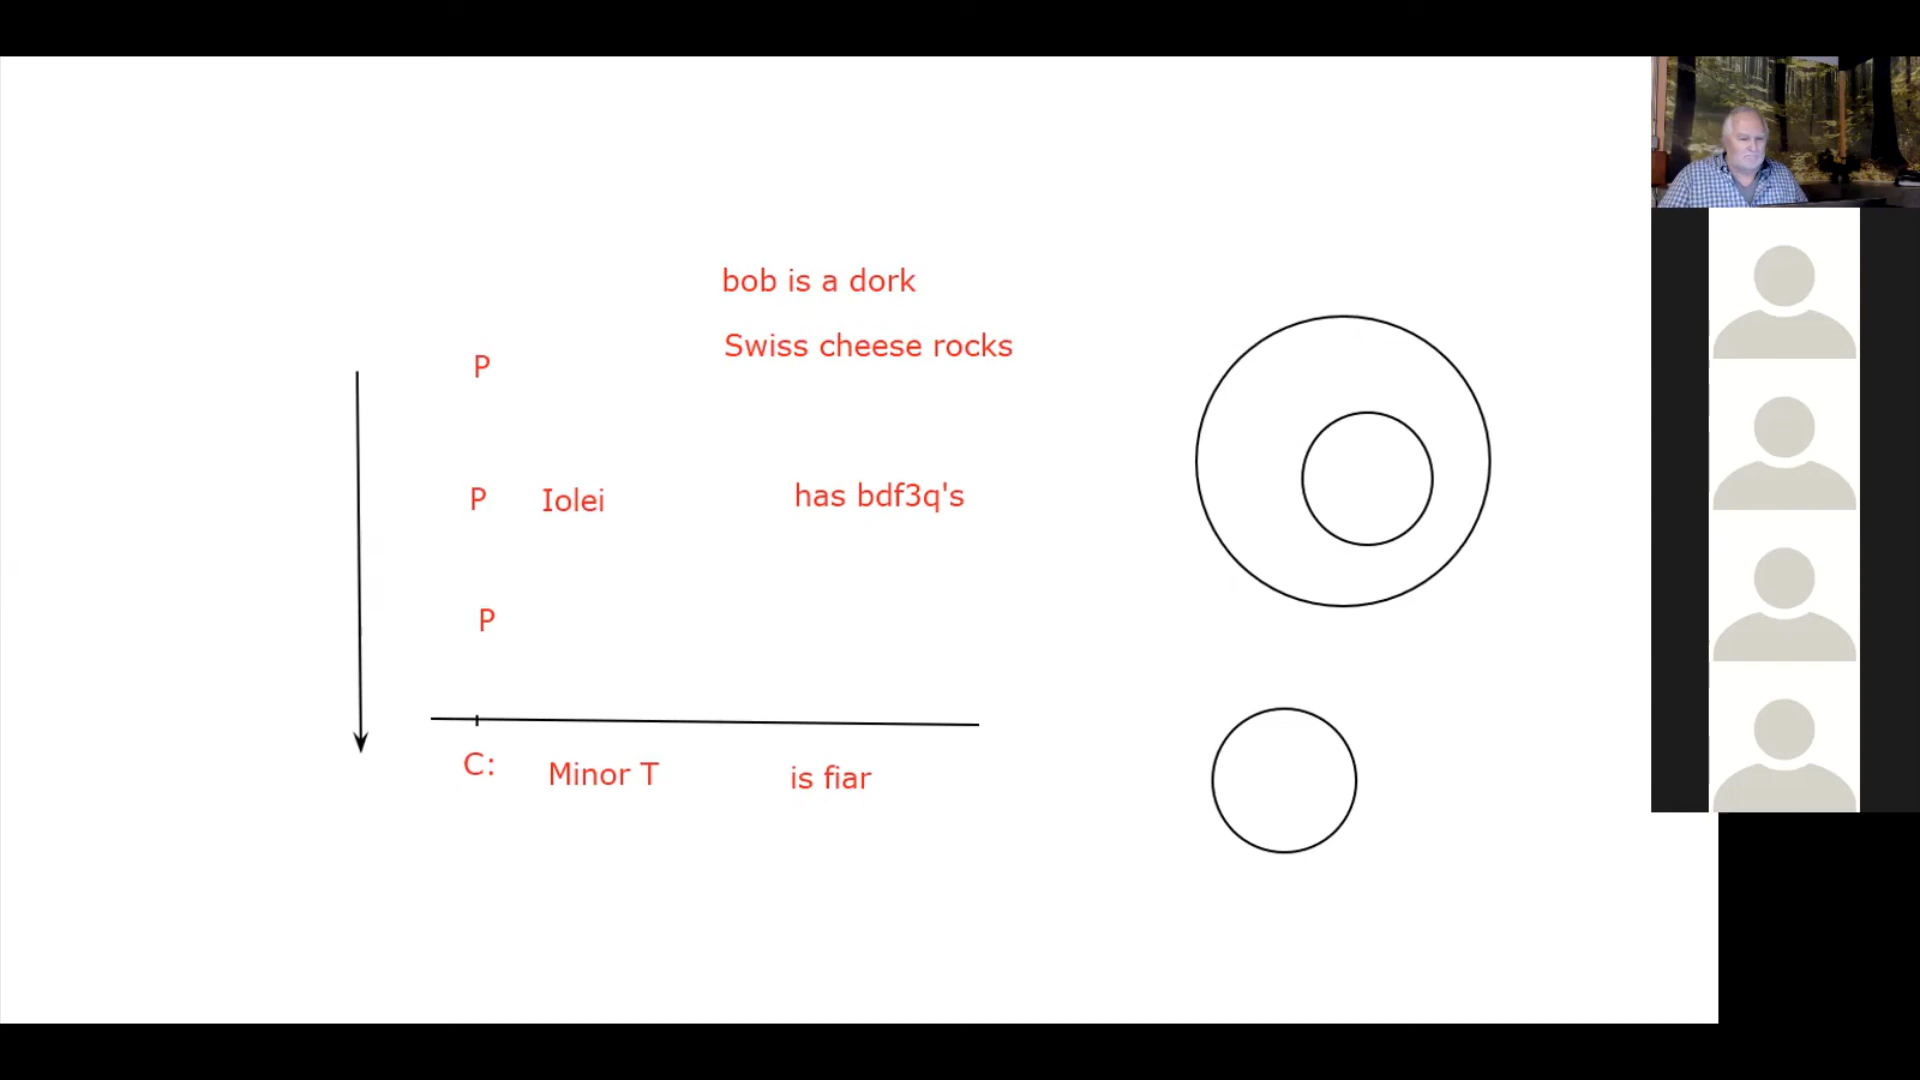 bob is a dork
Swiss cheese rocks
P
P Iolei has bdf3q's
P
C: Minor T is fiar